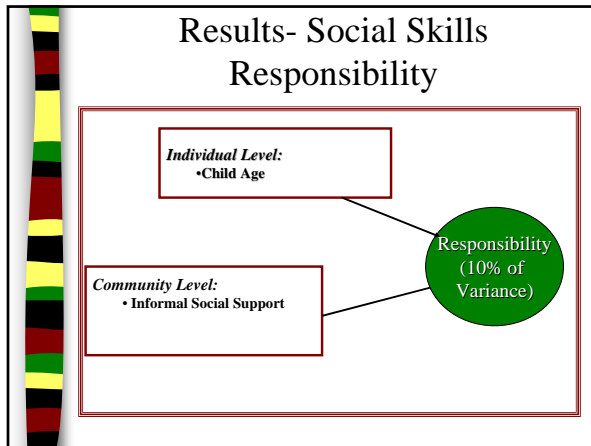 Results- Social Skills
Responsibility
Individual Level:
•Child Age
Community Level:
• Informal Social Support
Responsibility
(10% of
Variance)